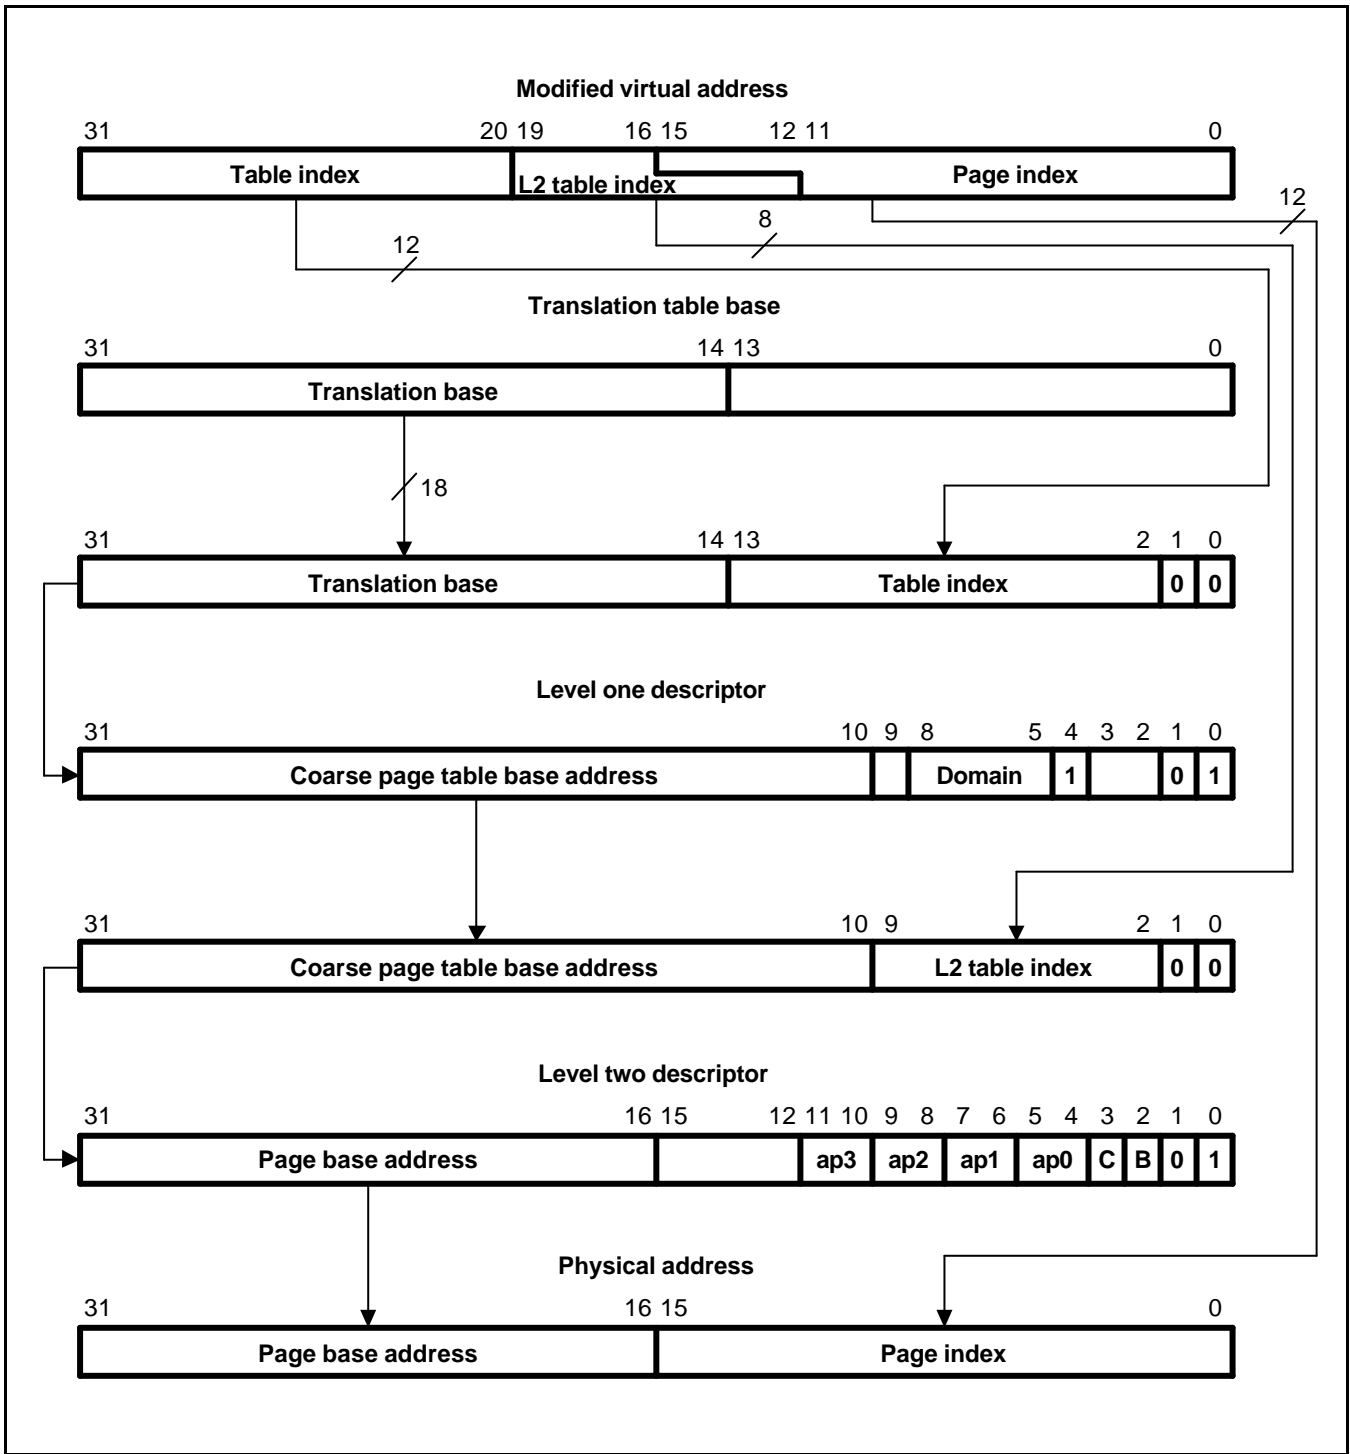 Modified virtual address
31 20 19 16 15 12 11 0
Table index L2 table index Page index
12
8
12
Translation table base
31 14 13 0
Translation base
18
31 14 13 2 1 0
Translation base Table index 0 0
Level one descriptor
31 10 9 8 5 4 3 2 1 0
Coarse page table base address Domain 1 0 1
31 10 9 2 1 0
Coarse page table base address L2 table index 0 0
Level two descriptor
31 16 15 12 11 10 9 8 7 6 5 4 3 2 1 0
Page base address ap3 ap2 ap1 ap0 C B 0 1
Physical address
31 16 15 0
Page base address Page index